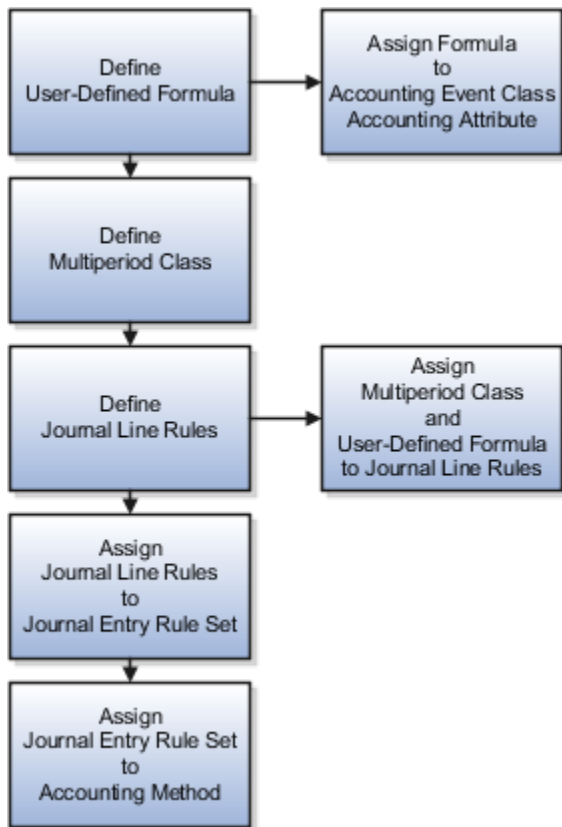 Define
User-Defined Formula
Assign Formula
to
Accounting Event Class
Accounting Attribute
Define
Multiperiod Class
Define
Journal Line Rules
Assign
Multiperiod Class
and
User-Defined Formula
to Journal Line Rules
Assign
Journal Line Rules
to
Journal Entry Rule Set
Assign
Journal Entry Rule Set
to
Accounting Method